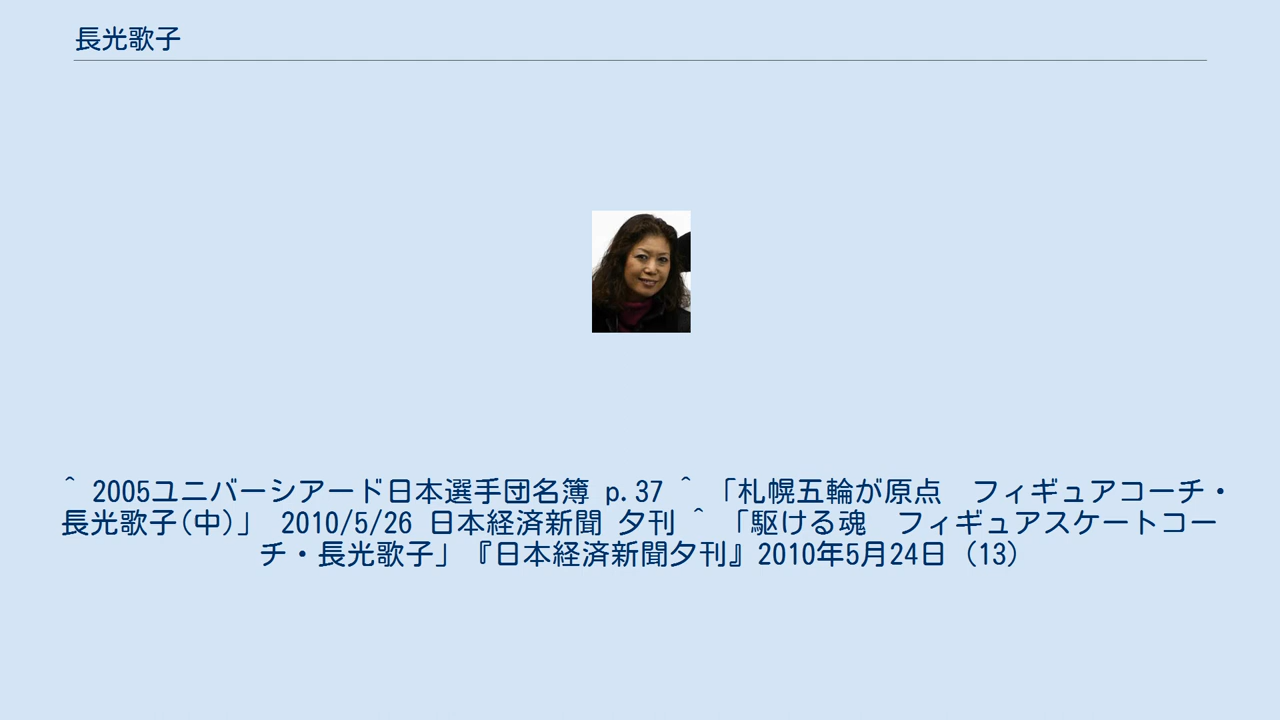 長光歌子
^ 2005ユニバーシアード日本選手団名簿 p.37 ^ 「札幌五輪が原点　フィギュアコーチ・
長光歌子(中)」 2010/5/26 日本経済新聞 夕刊 ^ 「駆ける魂　フィギュアスケートコー
チ・長光歌子」『日本経済新聞夕刊』2010年5月24日（13）